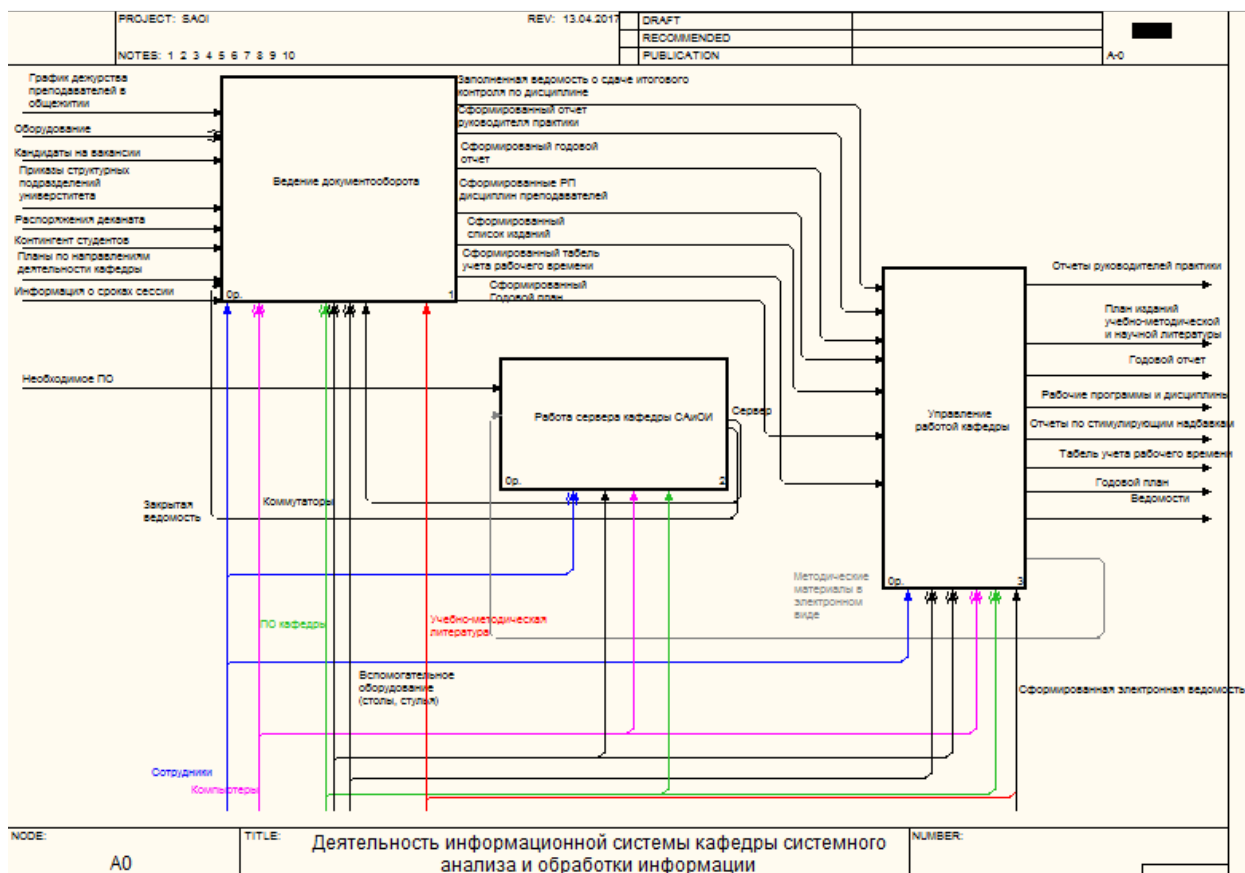 PROJECT: SAOI
REV: 13.04.2017
DRAFT
RECOMMENDED
NOTES: 1 2 3 4 5 6 7 8 9 10
PUBLICATION
A-0
График дежурства
преподавателей в
общежитии
Оборудование
Кандидаты на вакансии
Приказы структурных
подразделений
универститета
Распоряжения деканата
Контингент студентов
Планы по направлениям
деятельности кафедры
Информация о сроках сессии
Ведение документооборота
0р.
1
Заполненная ведомость о сдаче итогового
контроля по дисциплине
Сформированный отчет
руководителя практики
Сформированый годовой
отчет
Сформированные РП
дисциплин преподавателей
Сформированный
список изданий
Сформированный табель
учета рабочего времени
Сформированный
Годовой план
Необходимое ПО
Работа сервера кафедры САиОИ
0р.
2
Сервер
Управление
работой кафедры
0р.
3
Отчеты руководителей практики
План изданий
учебно-методической
и научной литературы
Годовой отчет
Рабочие программы и дисциплины
Отчеты по стимулирующим надбавкам
Табель учета рабочего времени
Годовой план
Ведомости
Закрытая
ведомость
Коммутаторы
Методические
материалы в
электронном
виде
ПО кафедры
Учебно-методическая
литература
Вспомогательное
оборудование
(столы, стулья)
Сформированная электронная ведомость
Сотрудники
Компьютеры
NODE:
A0
TITLE:
Деятельность информационной системы кафедры системного
анализа и обработки информации
NUMBER: